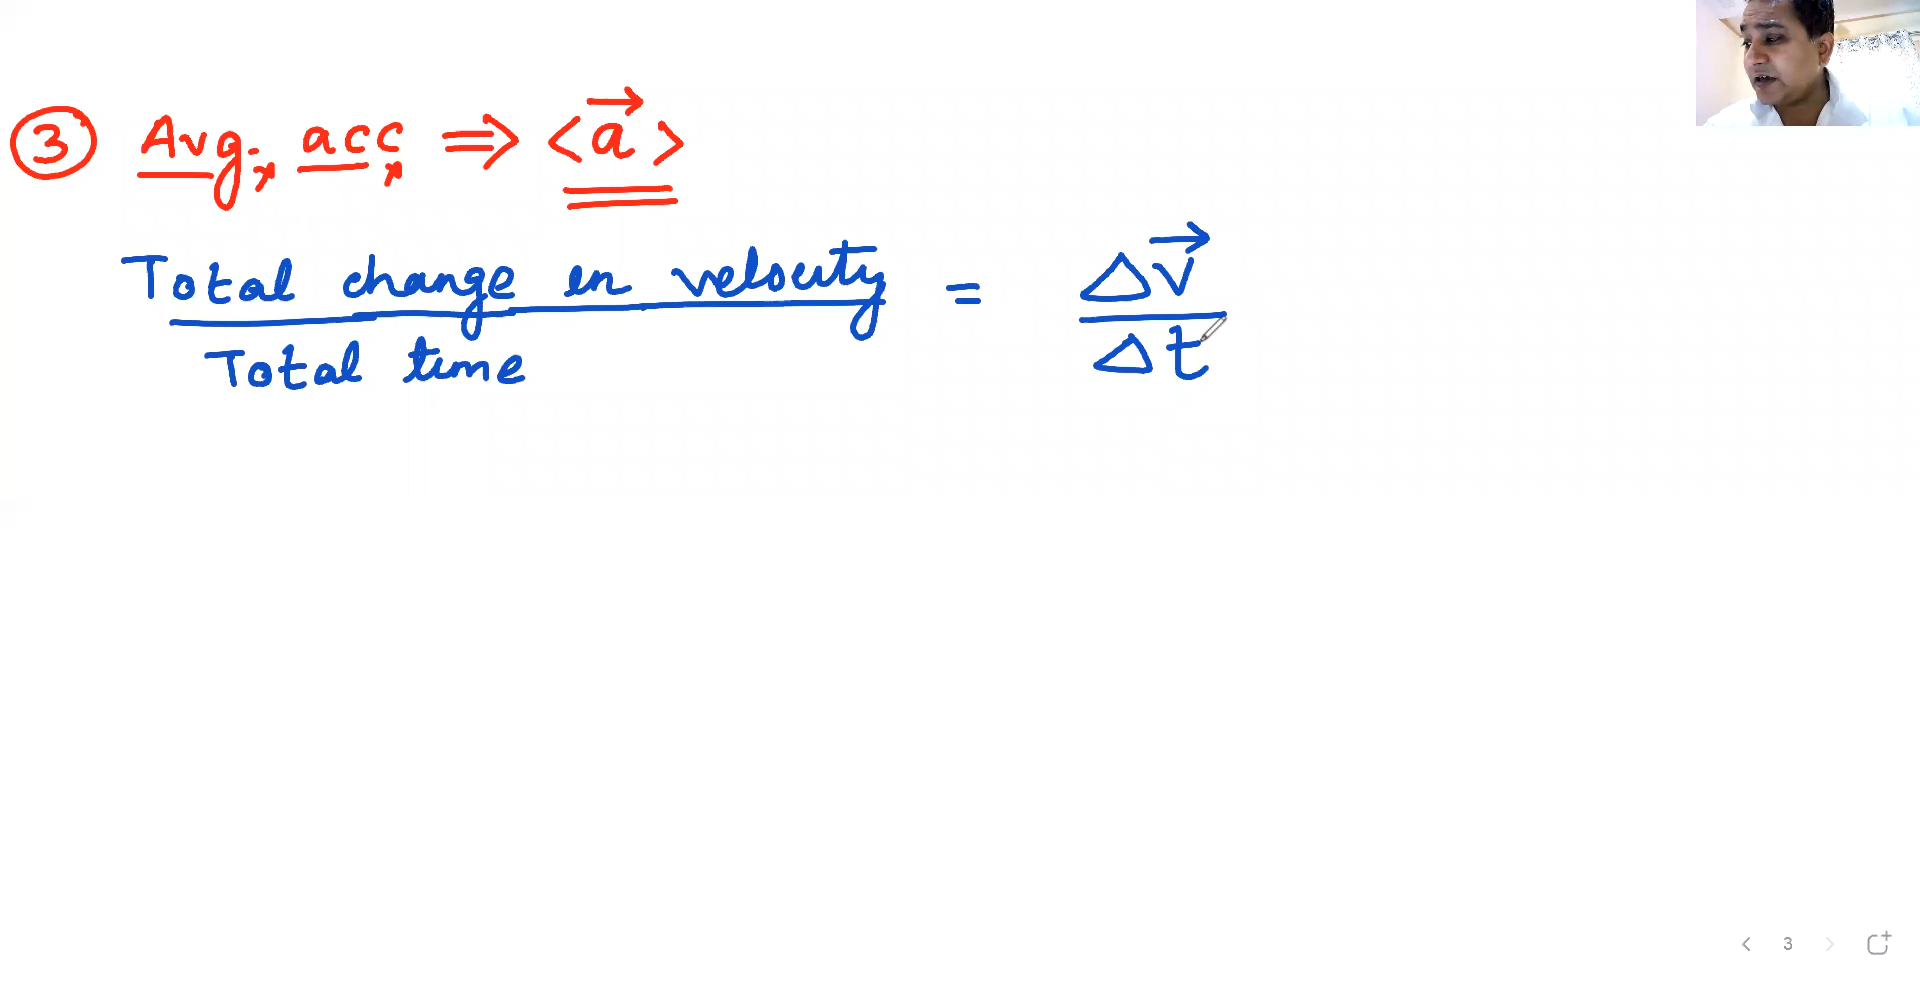 ③ Avg. acc ⇒ <a⃗>
Total change in velocity = Δv⃗
Total time Δt
3